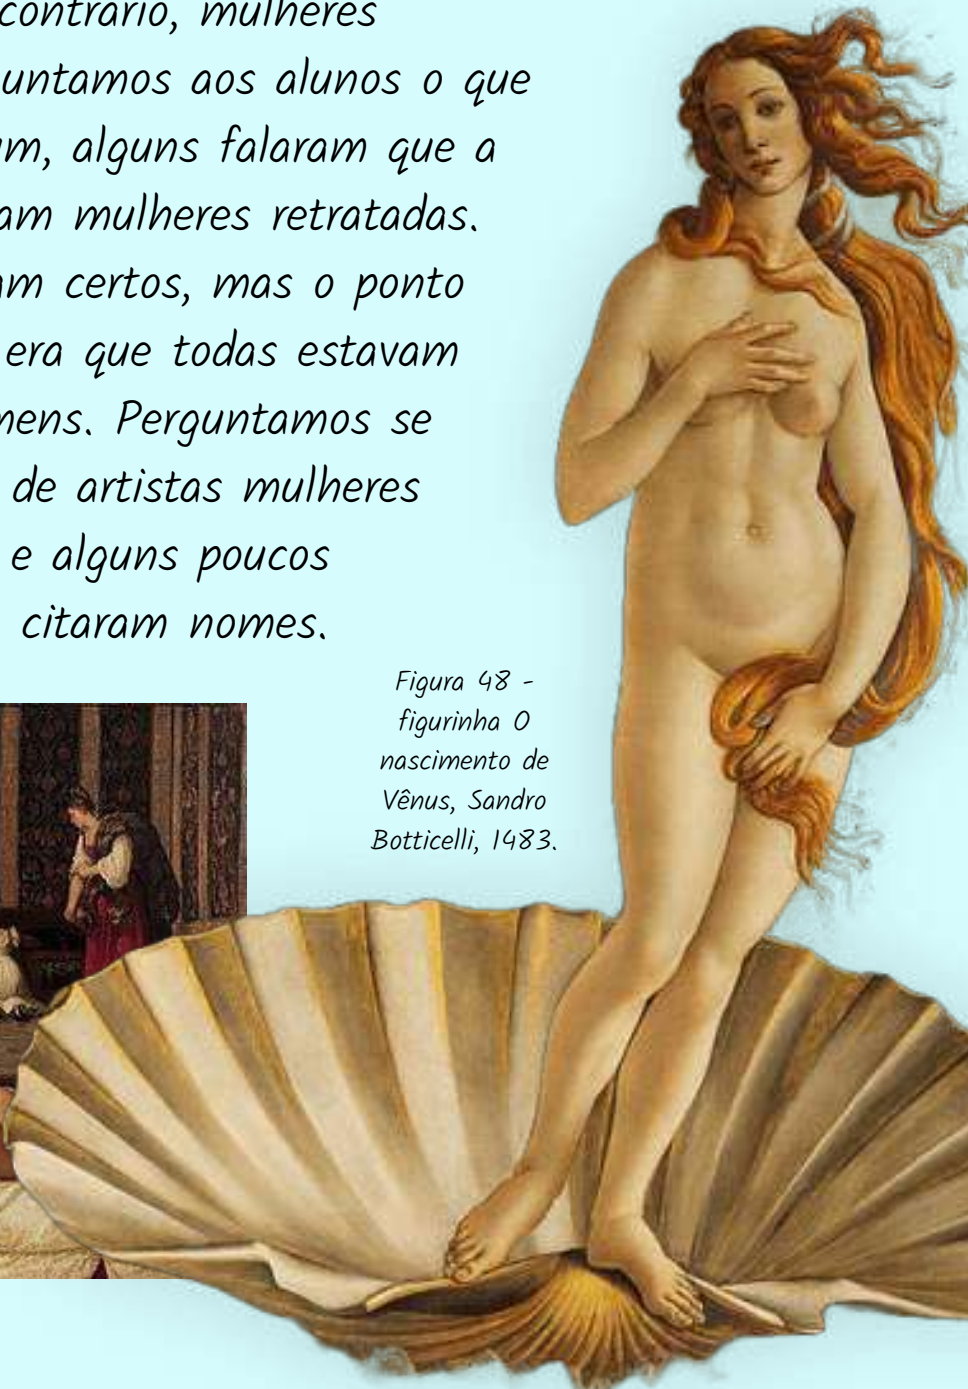 contrário, mulheres
untamos aos alunos o que
am, alguns falaram que a
am mulheres retratadas.
am certos, mas o ponto
era que todas estavam
mens. Perguntamos se
de artistas mulheres
e alguns poucos
citaram nomes.
Figura 48 -
figurinha O
nascimento de
Vênus, Sandro
Botticelli, 1483.